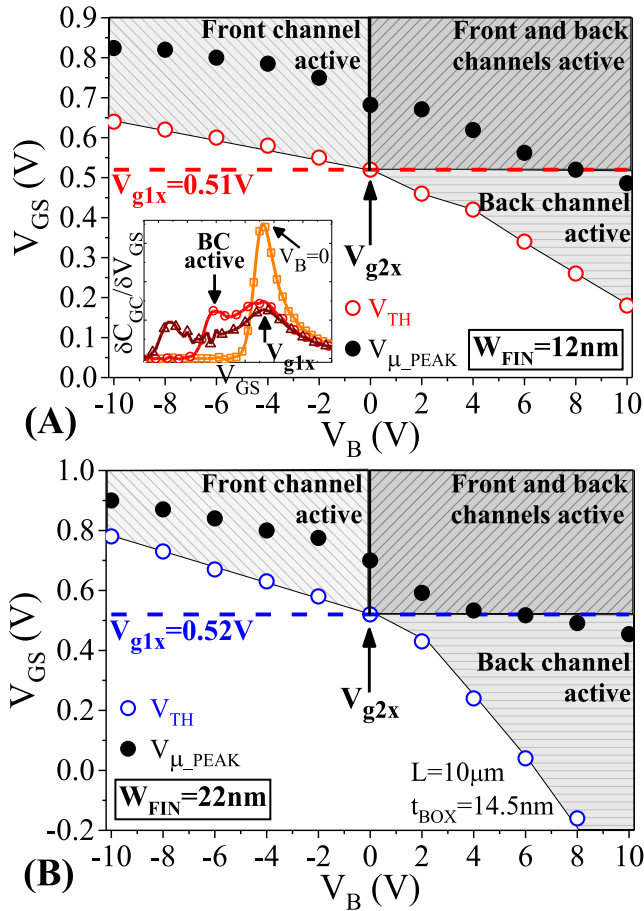 Front channel
active
Front and back
channels active
0.9
0.8
0.7
0.6
0.5
0.4
0.3
0.2
0.1
0.0
V_GS (V)
V_g1x=0.51V
Back channel
active
BC
active
V_B=0
V_g1x
δC_GC/δV_GS
V_GS
V_g2x
V_TH
V_μ_PEAK
W_FIN=12nm
-10 -8 -6 -4 -2 0 2 4 6 8 10
(A)
V_B (V)
Front channel
active
Front and back
channels active
1.0
0.8
0.6
0.4
0.2
0.0
-0.2
V_GS (V)
V_g1x=0.52V
Back channel
active
V_g2x
V_TH
V_μ_PEAK
W_FIN=22nm
L=10μm
t_BOX=14.5nm
-10 -8 -6 -4 -2 0 2 4 6 8 10
(B)
V_B (V)